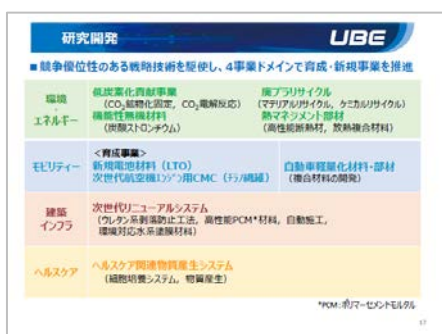 研究開発
UBE
■ 競争優位性のある戦略技術を駆使し、4事業ドメインで育成・新規事業を推進
環境
・
エネルギー
低炭素化貢献事業
(CO₂鉱物化固定, CO₂電解反応)
機能性無機材料
(炭酸ストロンチウム)
廃プラリサイクル
(マテリアルリサイクル, ケミカルリサイクル)
熱マネジメント部材
(高性能断熱材, 放熱複合材料)
モビリティー
<育成事業>
新規電池材料 (LTO)
次世代航空機エンジン用CMC (チラノ繊維)
自動車軽量化材料・部材
(複合材料の開発)
建築
インフラ
次世代リニューアルシステム
(ウレタン系剥落防止工法, 高性能PCM*材料, 自動施工,
環境対応水系塗膜材料)
ヘルスケア
ヘルスケア関連物質産生システム
(細胞培養システム, 物質産生)
*PCM:ポリマーセメントモルタル
17